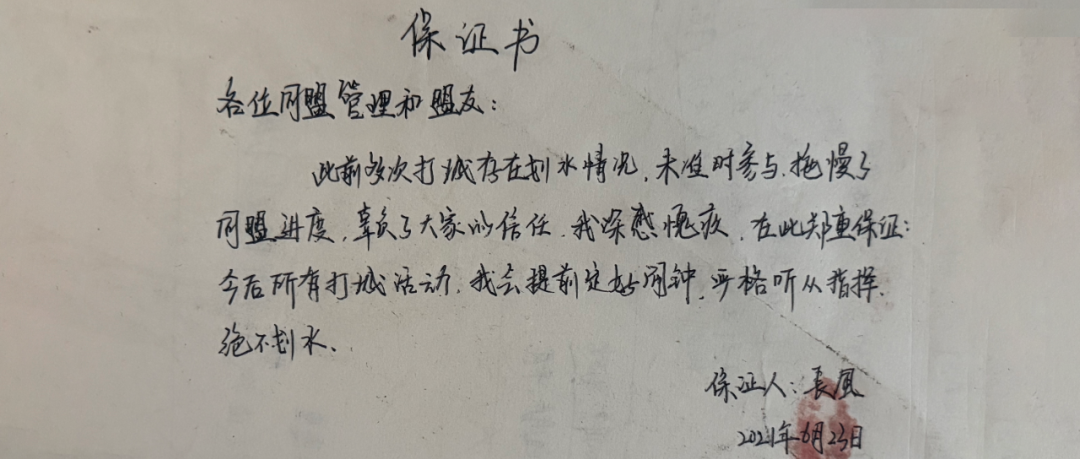 保证书
各位同盟管理和盟友：
此前多次打城存在划水情况，未准时参与，拖慢了
同盟进度，辜负了大家的信任，我深感愧疚，在此郑重保证：
今后所有打城活动，我会提前定好闹钟，严格听从指挥，
绝不划水。
保证人：长风
2021年6月23日